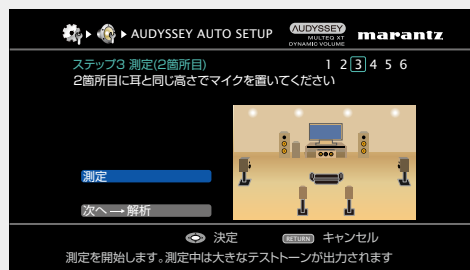 AUDYSSEY AUTO SETUP AUDYSSEY MULTEQ XT DYNAMIC VOLUME marantz
ステップ3 測定(2箇所目) 1 2 3 4 5 6
2箇所目に耳と同じ高さでマイクを置いてください
測定
次へ→解析
決定 RETURN キャンセル
測定を開始します。測定中は大きなテストトーンが出力されます